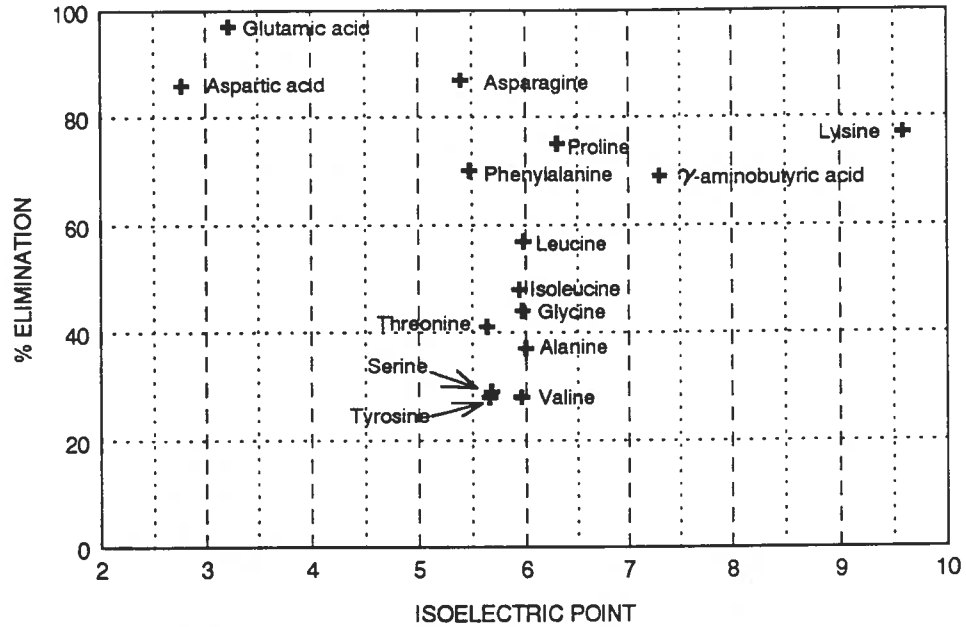 100
80
60
40
20
0
% ELIMINATION
Glutamic acid
Aspartic acid
Asparagine
Lysine
Proline
Phenylalanine
γ-aminobutyric acid
Leucine
Isoleucine
Glycine
Threonine
Alanine
Serine
Valine
Tyrosine
2 3 4 5 6 7 8 9 10
ISOELECTRIC POINT